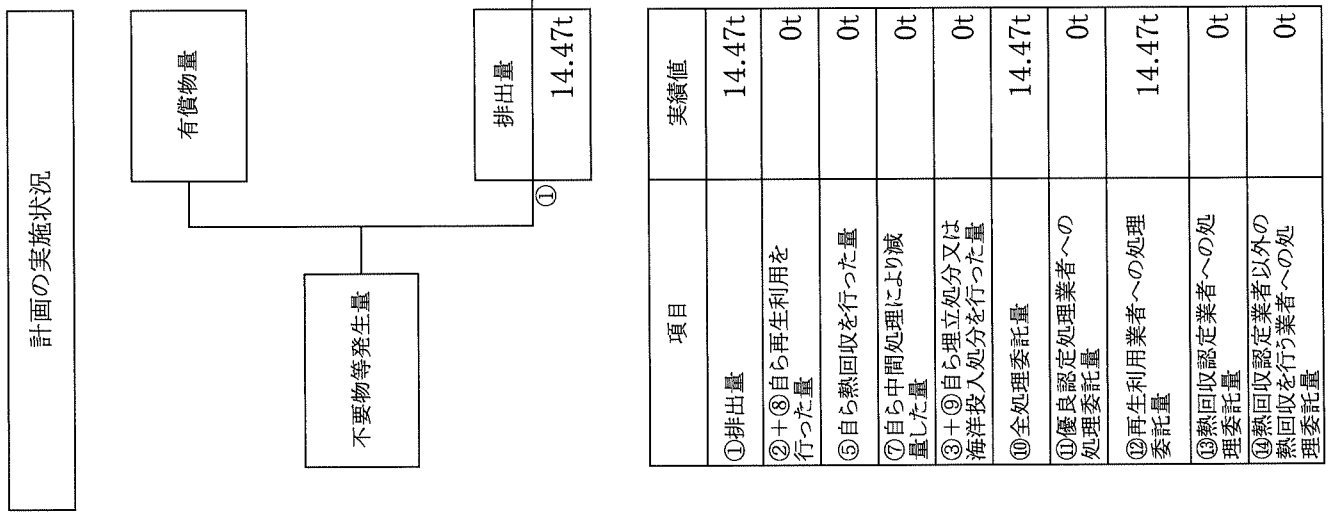 計画の実施状況
有償物量
不要物等発生量
排出量
①
14.47t
項目
実績値
①排出量
14.47t
②＋⑧自ら再生利用を
行った量
0t
⑤自ら熱回収を行った量
0t
⑦自ら中間処理により減
量した量
0t
③＋⑨自ら埋立処分又は
海洋投入処分を行った量
0t
⑩全処理委託量
14.47t
⑪優良認定処理業者への
処理委託量
0t
⑫再生利用業者への処理
委託量
14.47t
⑬熱回収認定業者への処
理委託量
0t
⑭熱回収認定業者以外の
熱回収を行う業者への処
理委託量
0t